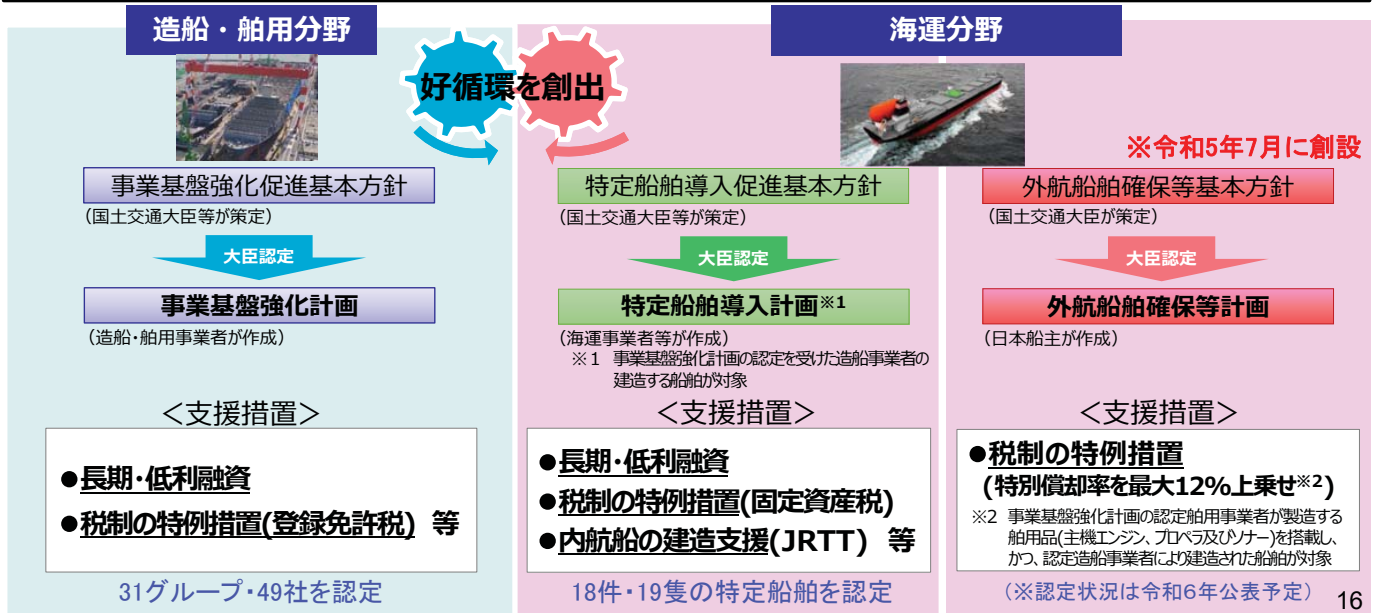 造船・舶用分野
海運分野
好循環を創出
※令和5年7月に創設
事業基盤強化促進基本方針
(国土交通大臣等が策定)
大臣認定
事業基盤強化計画
(造船・舶用事業者が作成)
<支援措置>
●長期・低利融資
●税制の特例措置(登録免許税) 等
31グループ・49社を認定
特定船舶導入促進基本方針
(国土交通大臣等が策定)
大臣認定
特定船舶導入計画※1
(海運事業者等が作成)
※1 事業基盤強化計画の認定を受けた造船事業者の
建造する船舶が対象
<支援措置>
●長期・低利融資
●税制の特例措置(固定資産税)
●内航船の建造支援(JRTT) 等
18件・19隻の特定船舶を認定
外航船舶確保等基本方針
(国土交通大臣が策定)
大臣認定
外航船舶確保等計画
(日本船主が作成)
<支援措置>
●税制の特例措置
(特別償却率を最大12%上乗せ※2)
※2 事業基盤強化計画の認定舶用事業者が製造する
舶用品(主機エンジン、プロペラ及びソナー)を搭載し、
かつ、認定造船事業者により建造された船舶が対象
(※認定状況は令和6年公表予定)
16